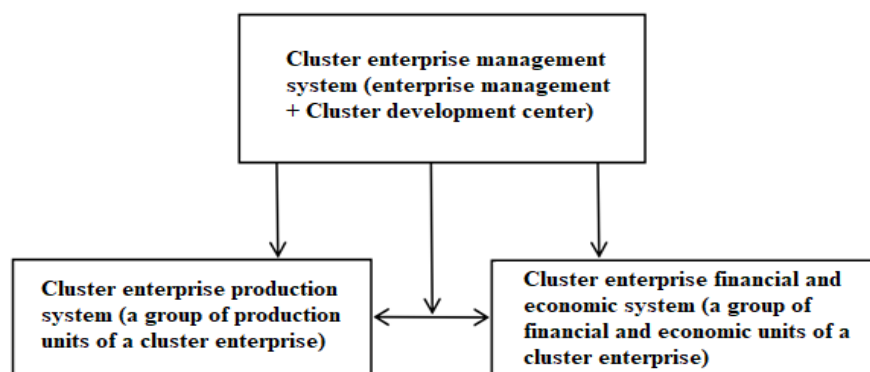 Cluster enterprise management
system (enterprise management
+ Cluster development center)
Cluster enterprise production
system (a group of production
units of a cluster enterprise)
Cluster enterprise financial and
economic system (a group of
financial and economic units of a
cluster enterprise)